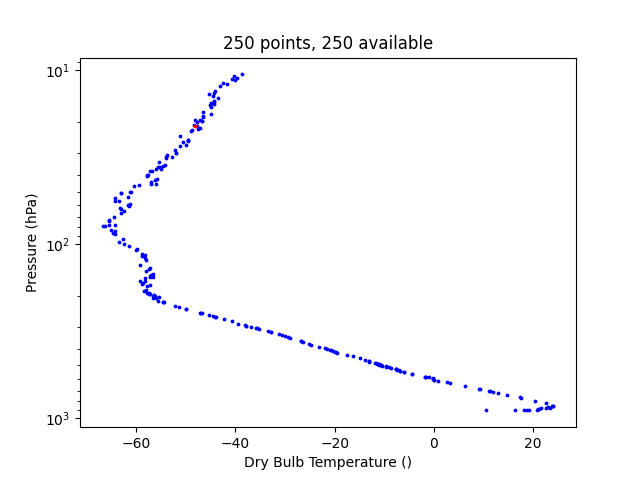 250 points, 250 available
10¹
10²
10³
Pressure (hPa)
−60 −40 −20 0 20
Dry Bulb Temperature ()